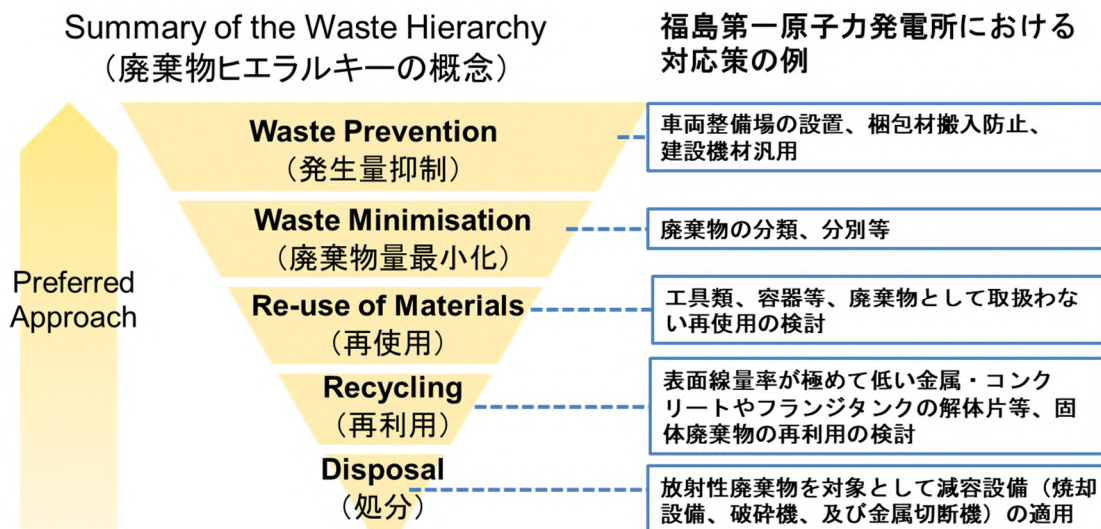 Summary of the Waste Hierarchy
（廃棄物ヒエラルキーの概念）
福島第一原子力発電所における
対応策の例
Preferred
Approach
Waste Prevention
（発生量抑制）
車両整備場の設置、梱包材搬入防止、
建設機材汎用
Waste Minimisation
（廃棄物量最小化）
廃棄物の分類、分別等
Re-use of Materials
（再使用）
工具類、容器等、廃棄物として取扱わな
い再使用の検討
Recycling
（再利用）
表面線量率が極めて低い金属・コンク
リートやフランジタンクの解体片等、固
体廃棄物の再利用の検討
Disposal
（処分）
放射性廃棄物を対象として減容設備（焼却
設備、破砕機、及び金属切断機）の適用